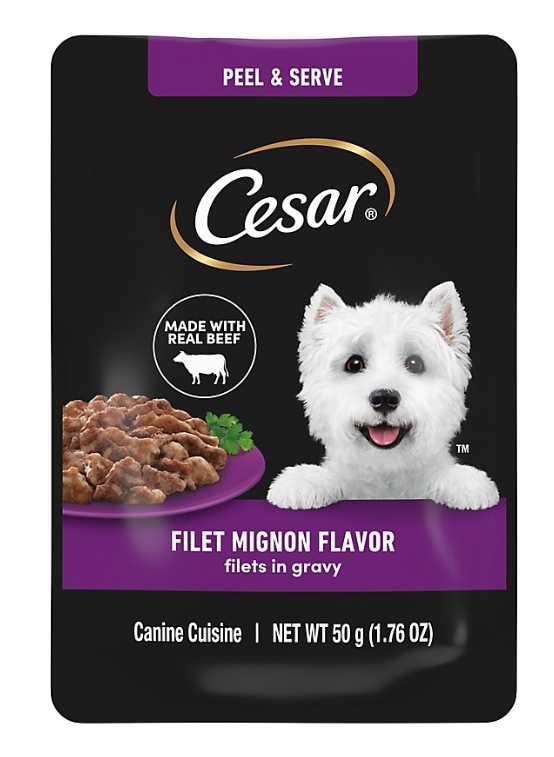 PEEL & SERVE
Cesar®
MADE WITH
REAL BEEF
TM
FILET MIGNON FLAVOR
filets in gravy
Canine Cuisine | NET WT 50 g (1.76 OZ)